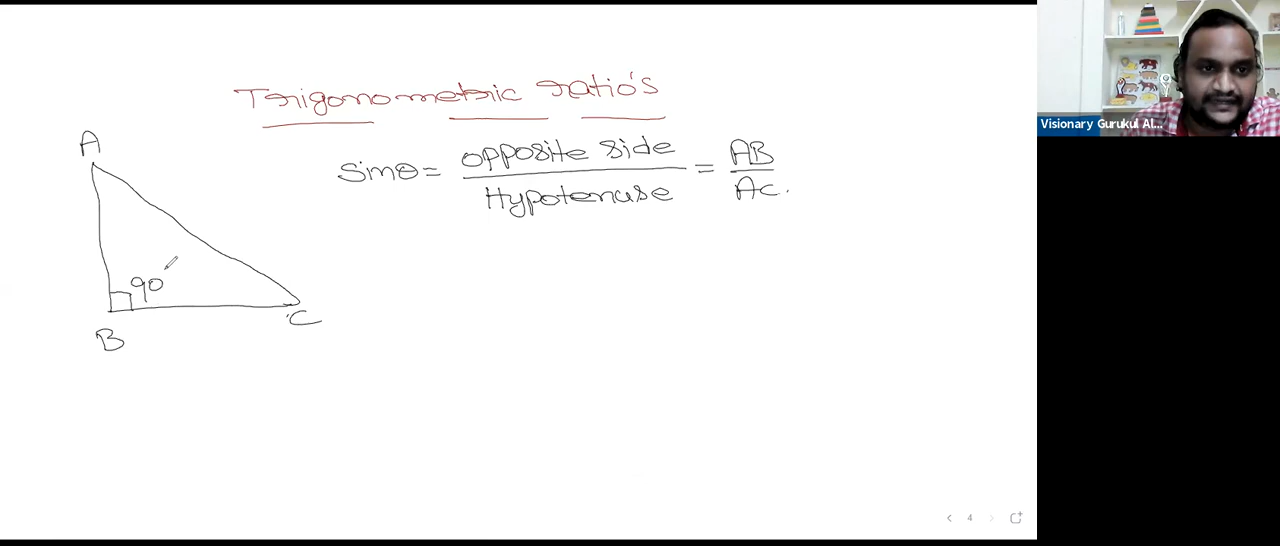 Trigonometric ratio's
A
Sinθ = opposite side / Hypotenuse = AB / AC.
90°
B
C
Visionary Gurukul Al...
4